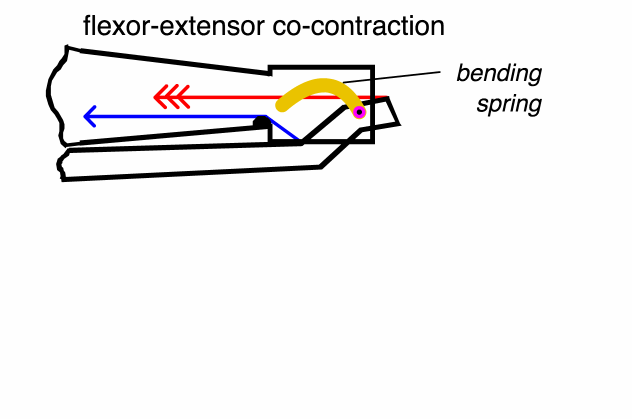 flexor-extensor co-contraction
bending
spring